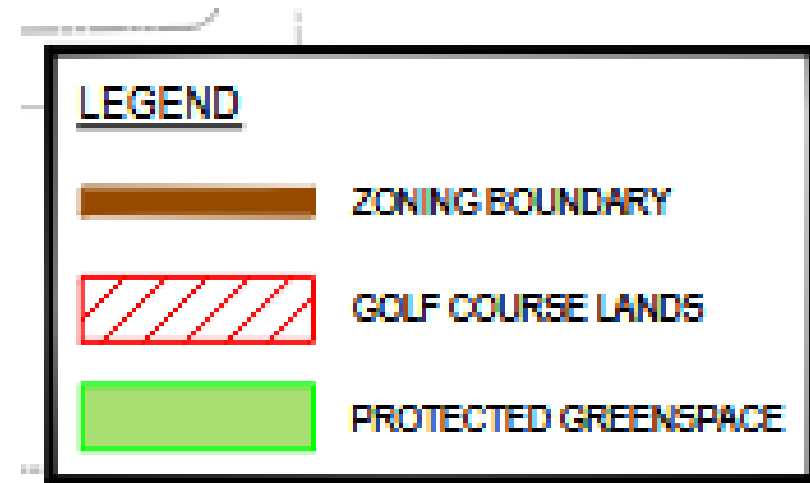 LEGEND
ZONING BOUNDARY
GOLF COURSE LANDS
PROTECTED GREENSPACE